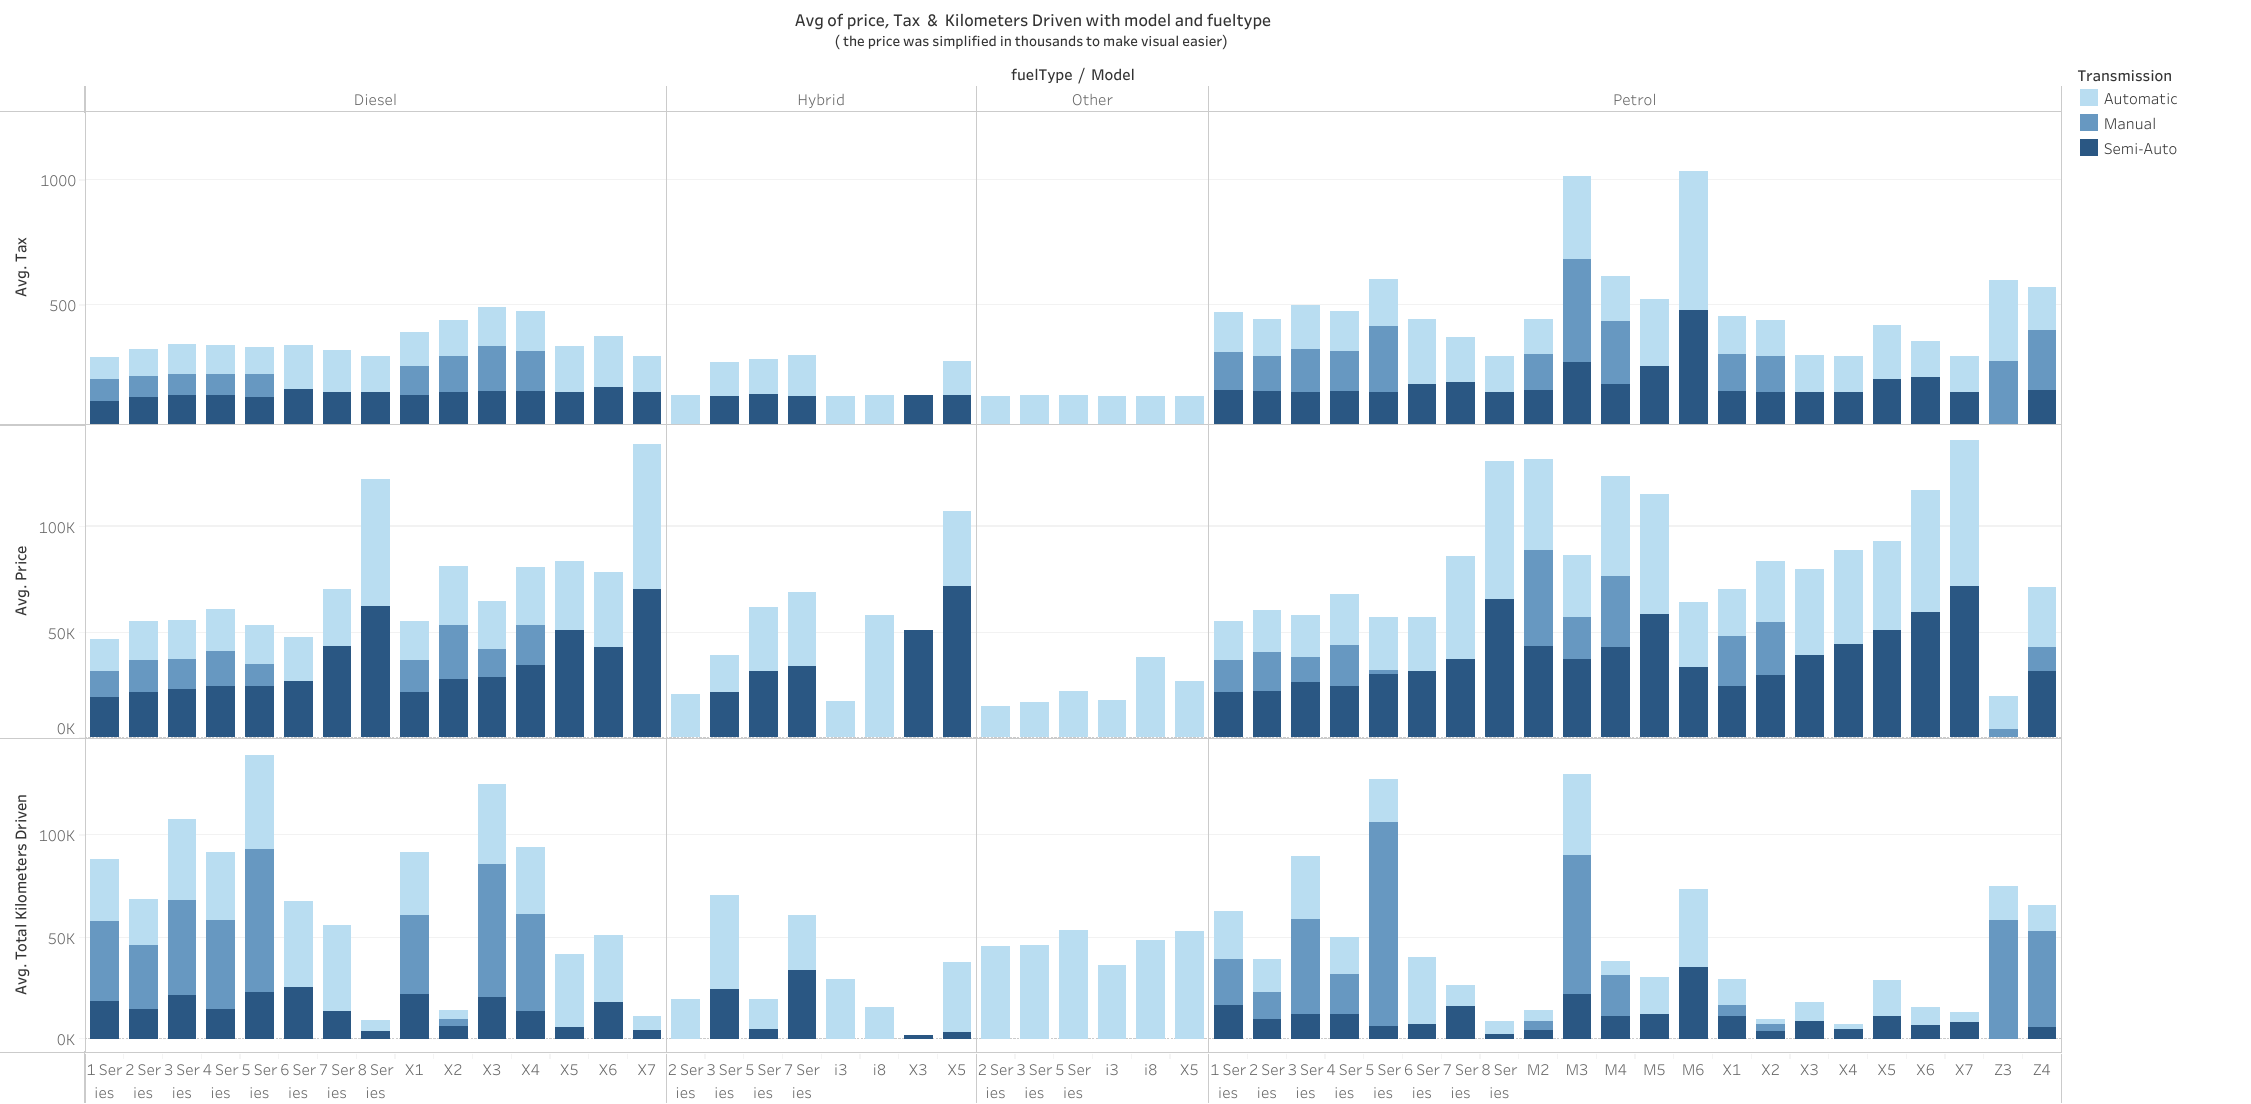 Avg of price, Tax & Kilometers Driven with model and fueltype
( the price was simplified in thousands to make visual easier)
fuelType / Model
Transmission
Automatic
Manual
Semi-Auto
Diesel Hybrid Other Petrol
1000
500
Avg. Tax
100K
50K
0K
Avg. Price
100K
50K
0K
Avg. Total Kilometers Driven
1 Ser 2 Ser 3 Ser 4 Ser 5 Ser 6 Ser 7 Ser 8 Ser X1 X2 X3 X4 X5 X6 X7 2 Ser 3 Ser 5 Ser 7 Ser i3 i8 X3 X5 2 Ser 3 Ser 5 Ser i3 i8 X5 1 Ser 2 Ser 3 Ser 4 Ser 5 Ser 6 Ser 7 Ser 8 Ser M2 M3 M4 M5 M6 X1 X2 X3 X4 X5 X6 X7 Z3 Z4
ies ies ies ies ies ies ies ies ies ies ies ies ies ies ies ies ies ies ies ies ies ies ies